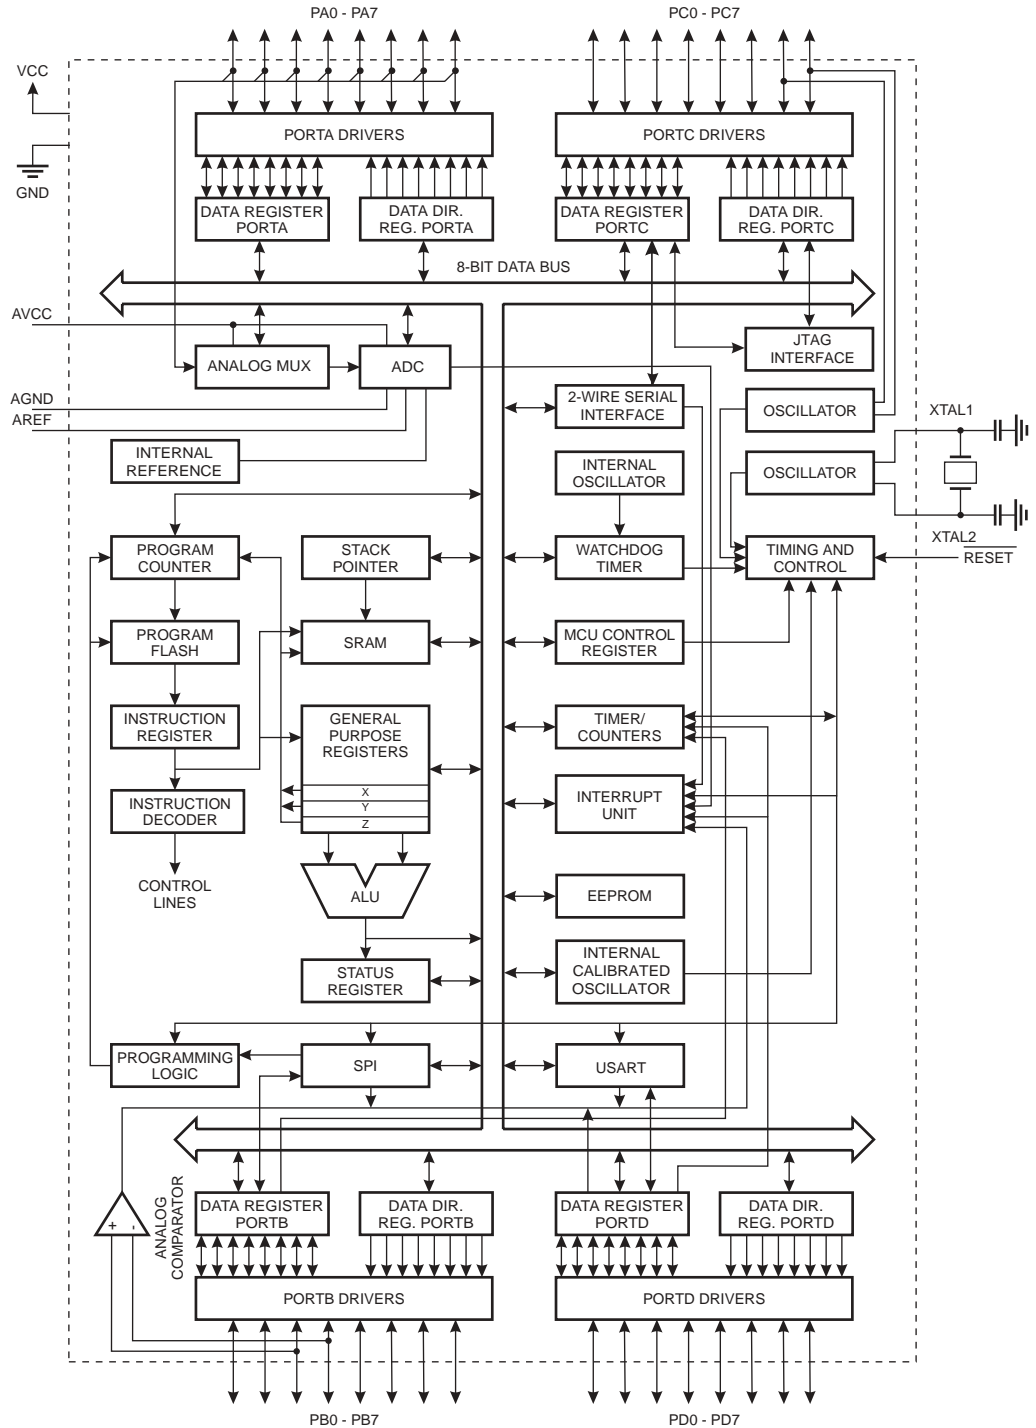 PA0 - PA7
PC0 - PC7
VCC
GND
PORTA DRIVERS
PORTC DRIVERS
DATA REGISTER
PORTA
DATA DIR.
REG. PORTA
DATA REGISTER
PORTC
DATA DIR.
REG. PORTC
8-BIT DATA BUS
AVCC
ANALOG MUX
ADC
JTAG
INTERFACE
AGND
AREF
2-WIRE SERIAL
INTERFACE
OSCILLATOR
XTAL1
INTERNAL
REFERENCE
INTERNAL
OSCILLATOR
OSCILLATOR
XTAL2
RESET
PROGRAM
COUNTER
STACK
POINTER
WATCHDOG
TIMER
TIMING AND
CONTROL
PROGRAM
FLASH
SRAM
MCU CONTROL
REGISTER
INSTRUCTION
REGISTER
GENERAL
PURPOSE
REGISTERS
X
Y
Z
TIMER/
COUNTERS
INSTRUCTION
DECODER
INTERRUPT
UNIT
CONTROL
LINES
ALU
EEPROM
STATUS
REGISTER
INTERNAL
CALIBRATED
OSCILLATOR
PROGRAMMING
LOGIC
SPI
USART
ANALOG
COMPARATOR
+
-
DATA REGISTER
PORTB
DATA DIR.
REG. PORTB
DATA REGISTER
PORTD
DATA DIR.
REG. PORTD
PORTB DRIVERS
PORTD DRIVERS
PB0 - PB7
PD0 - PD7